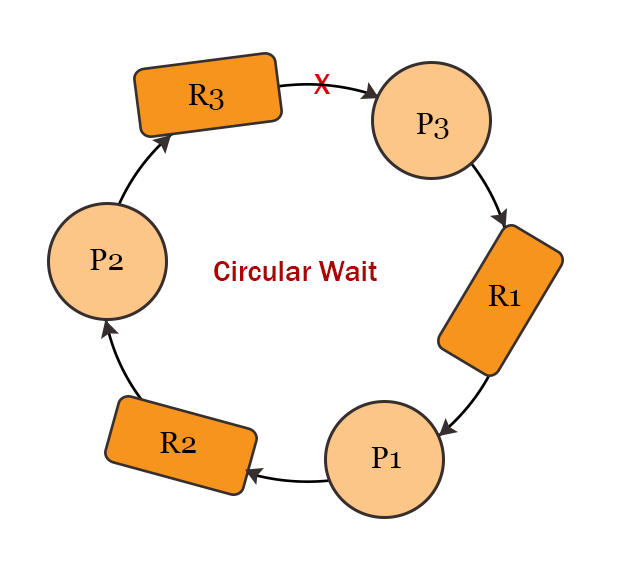 R3
X
P3
P2
Circular Wait
R1
R2
P1